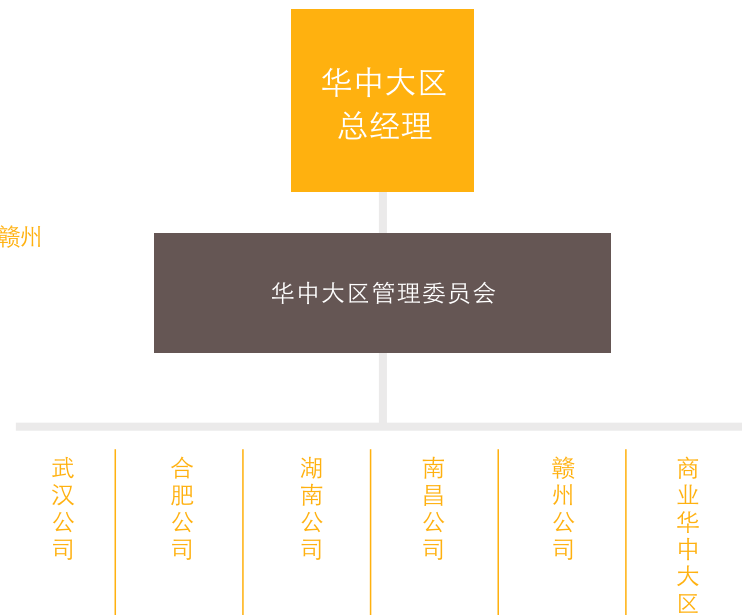 华中大区
总经理
赣州
华中大区管理委员会
武汉公司
合肥公司
湖南公司
南昌公司
赣州公司
商业华中大区